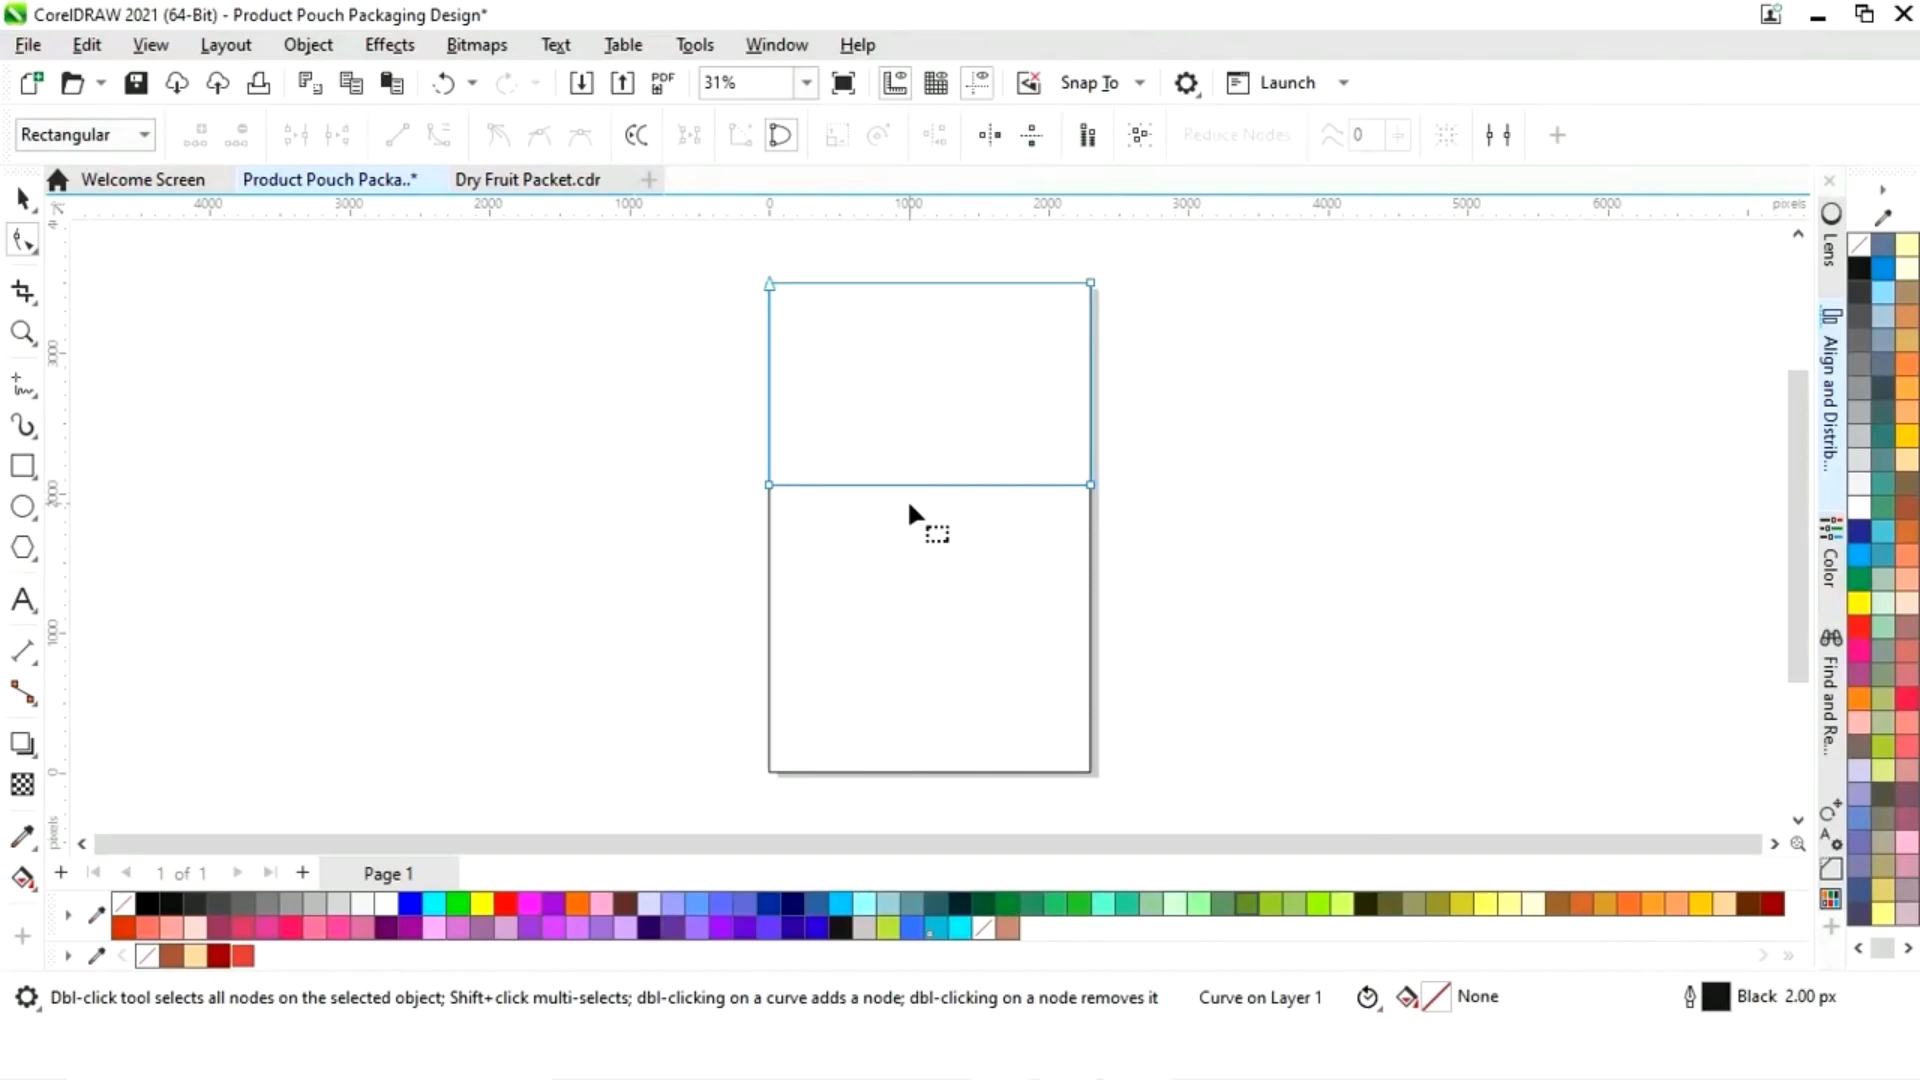 CorelDRAW 2021 (64-Bit) - Product Pouch Packaging Design*
File Edit View Layout Object Effects Bitmaps Text Table Tools Window Help
PDF 31% Snap To Launch
Rectangular Reduce Nodes 0
Welcome Screen Product Pouch Packa..* Dry Fruit Packet.cdr
4000 3000 2000 1000 0 1000 2000 3000 4000 5000 6000 pixels
3000
1000
0
pixels
Lens
Align and Distrib...
Color
Find and Re...
1 of 1 Page 1
Dbl-click tool selects all nodes on the selected object; Shift+click multi-selects; dbl-clicking on a curve adds a node; dbl-clicking on a node removes it Curve on Layer 1 None Black 2.00 px